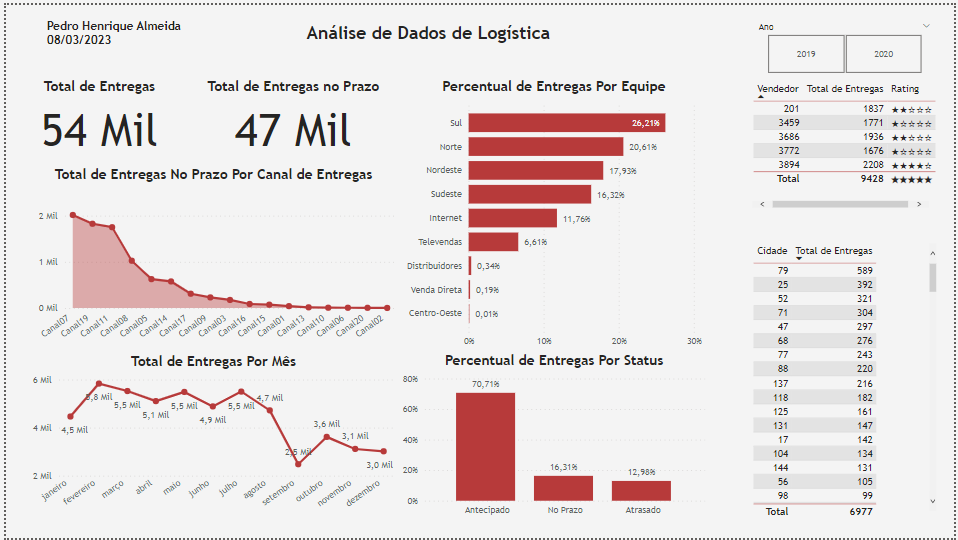 Pedro Henrique Almeida
08/03/2023
Análise de Dados de Logística
Ano
2019
2020
Total de Entregas
54 Mil
Total de Entregas no Prazo
47 Mil
Total de Entregas No Prazo Por Canal de Entregas
2 Mil
1 Mil
0 Mil
Canal07
Canal19
Canal11
Canal08
Canal05
Canal14
Canal17
Canal09
Canal03
Canal16
Canal15
Canal01
Canal13
Canal10
Canal06
Canal20
Canal02
Total de Entregas Por Mês
6 Mil
4 Mil
2 Mil
4,5 Mil
5,8 Mil
5,5 Mil
5,1 Mil
5,5 Mil
4,9 Mil
5,5 Mil
4,7 Mil
2,5 Mil
3,6 Mil
3,1 Mil
3,0 Mil
janeiro
fevereiro
março
abril
maio
junho
julho
agosto
setembro
outubro
novembro
dezembro
Percentual de Entregas Por Equipe
Sul 26,21%
Norte 20,61%
Nordeste 17,93%
Sudeste 16,32%
Internet 11,76%
Televendas 6,61%
Distribuidores 0,34%
Venda Direta 0,19%
Centro-Oeste 0,01%
0% 10% 20% 30%
Percentual de Entregas Por Status
80%
60%
40%
20%
0%
70,71%
16,31%
12,98%
Antecipado No Prazo Atrasado
Vendedor Total de Entregas Rating
201 1837 ★★☆☆☆
3459 1771 ★☆☆☆☆
3686 1936 ★★☆☆☆
3772 1676 ★☆☆☆☆
3894 2208 ★★★★☆
Total 9428 ★★★★★
Cidade Total de Entregas
79 589
25 392
52 321
71 304
47 297
68 276
77 243
88 220
137 216
118 182
125 161
131 147
17 142
104 134
144 131
56 105
98 99
Total 6977